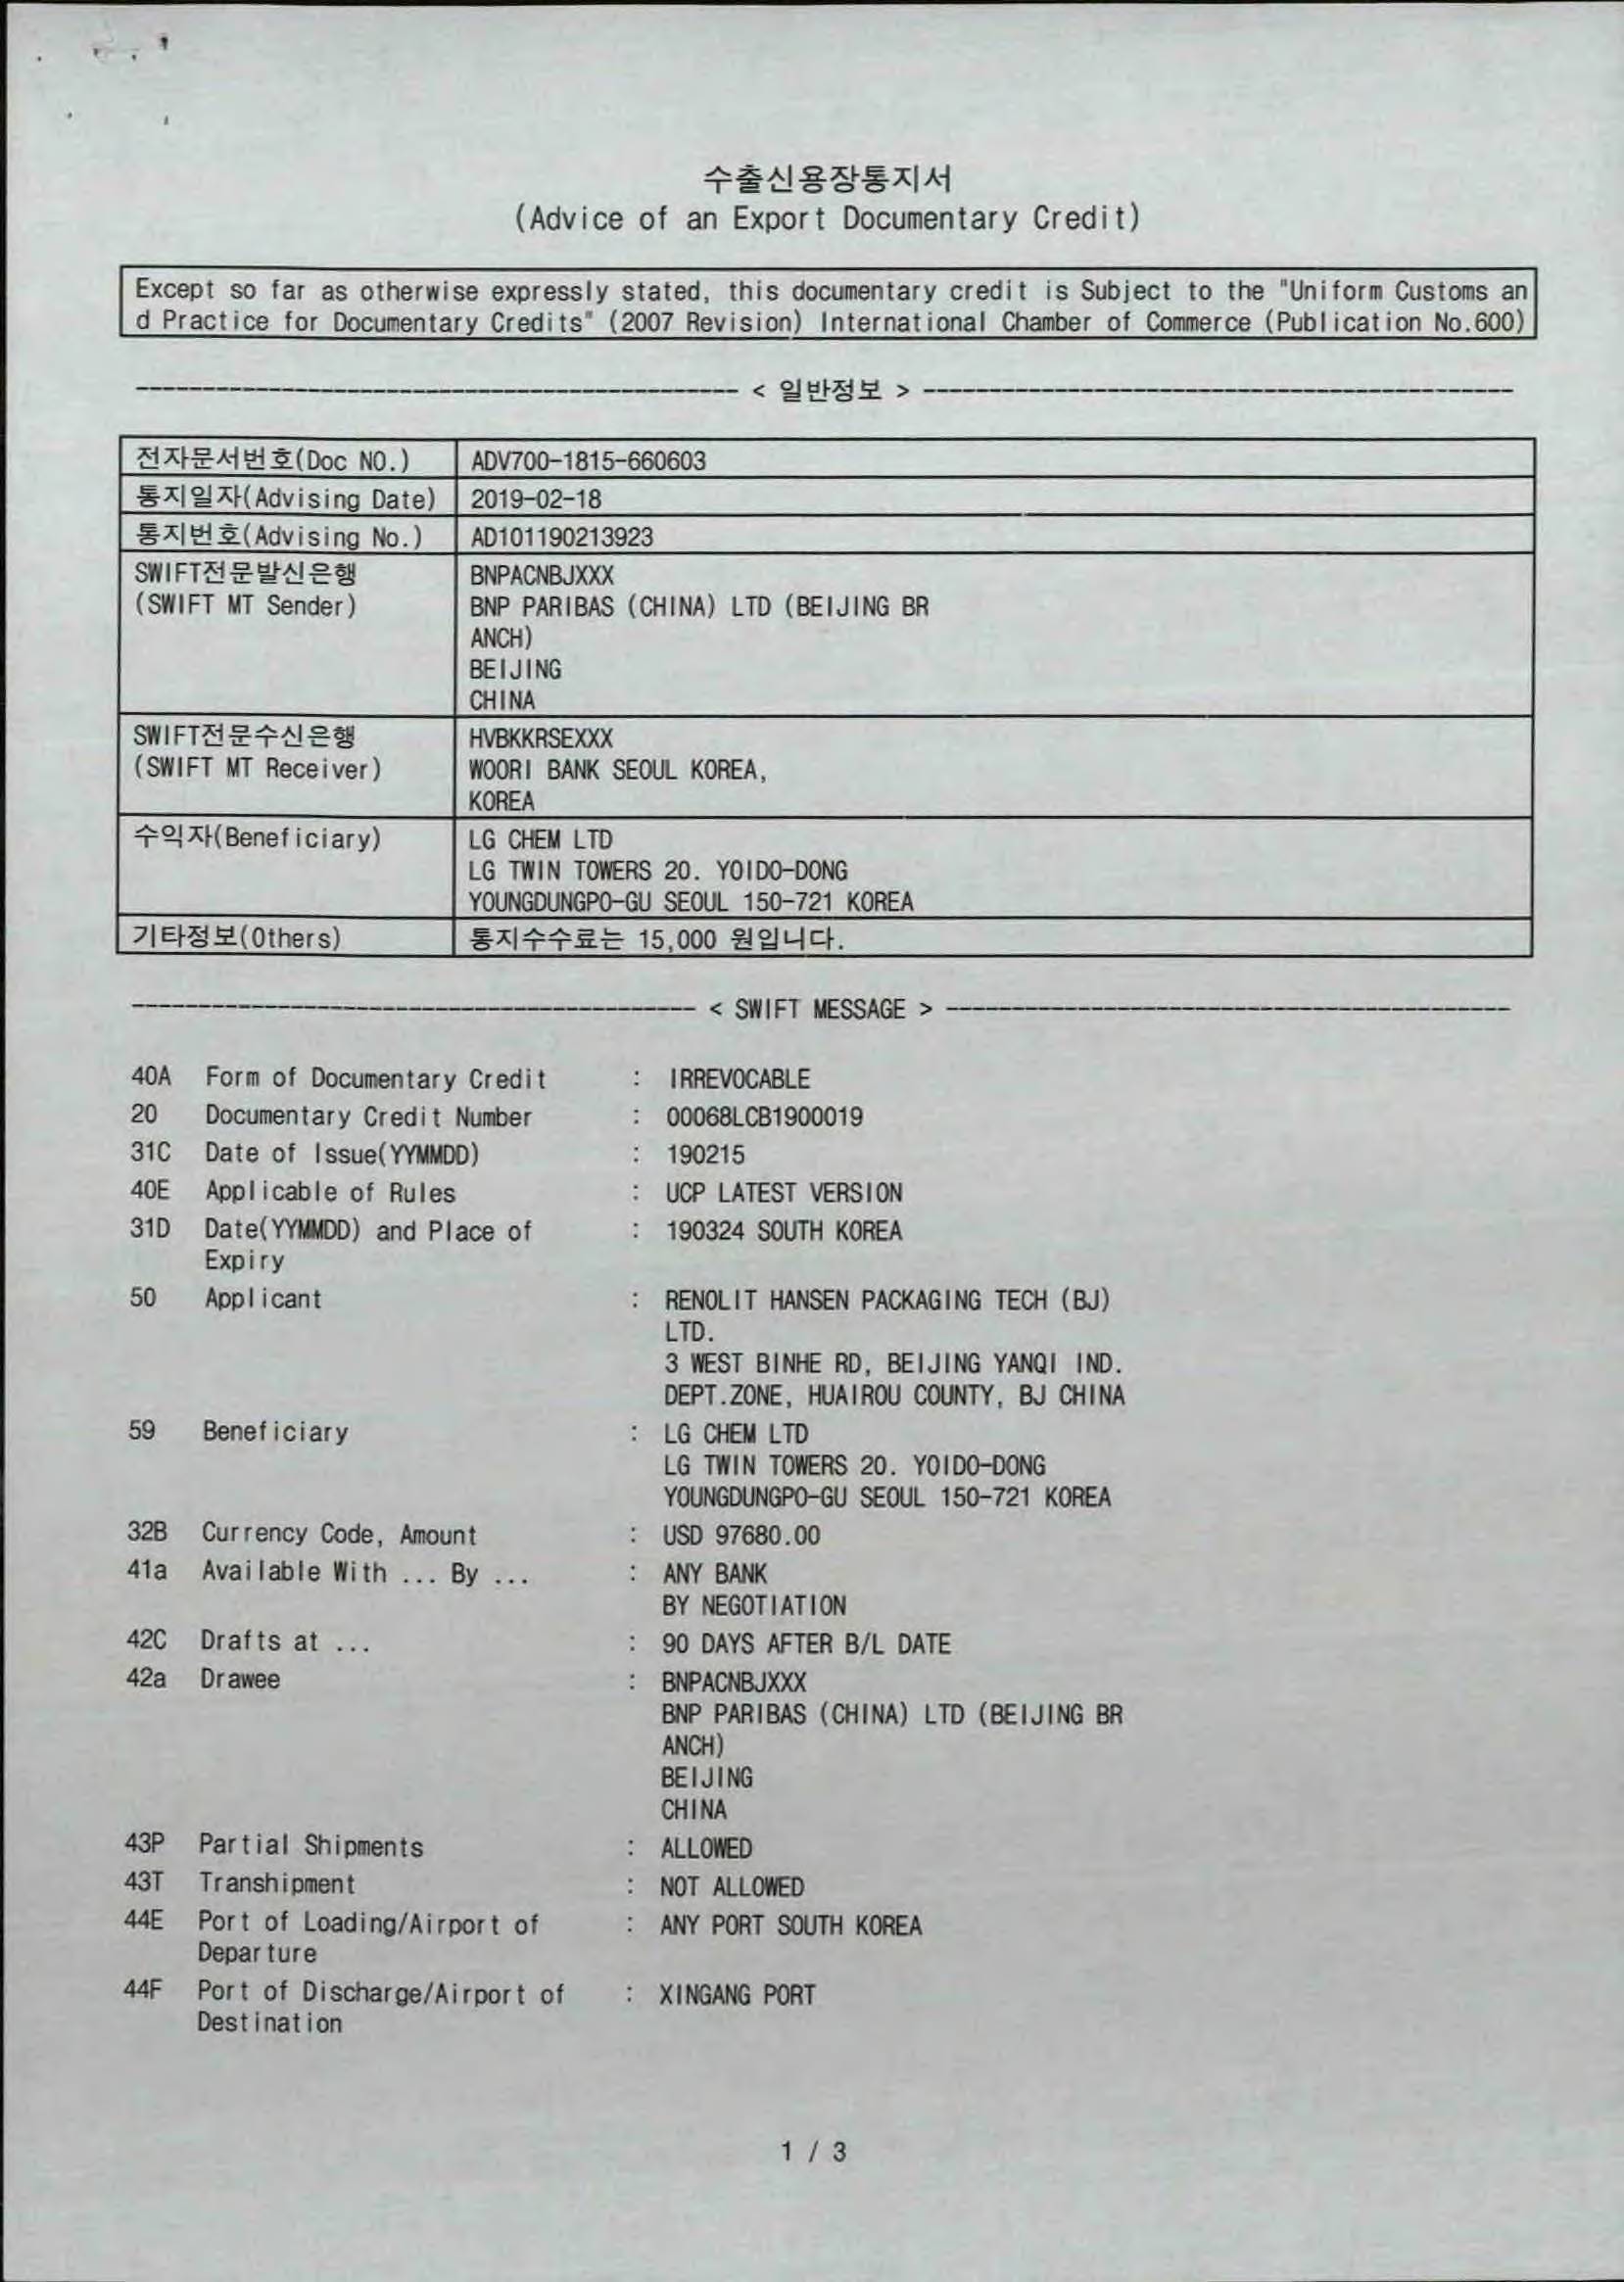 수출신용장통지서
(Advice of an Export Documentary Credit)
Except so far as otherwise expressly stated, this documentary credit is Subject to the "Uniform Customs an
d Practice for Documentary Credits" (2007 Revision) International Chamber of Commerce (Publication No.600)
< 일반정보 >
전자문서번호(Doc NO.) ADV700-1815-660603
통지일자(Advising Date) 2019-02-18
통지번호(Advising No.) AD101190213923
SWIFT전문발신은행 BNPACNBJXXX
(SWIFT MT Sender) BNP PARIBAS (CHINA) LTD (BEIJING BR
ANCH)
BEIJING
CHINA
SWIFT전문수신은행 HVBKKRSEXXX
(SWIFT MT Receiver) WOORI BANK SEOUL KOREA,
KOREA
수익자(Beneficiary) LG CHEM LTD
LG TWIN TOWERS 20. YOIDO-DONG
YOUNGDUNGPO-GU SEOUL 150-721 KOREA
기타정보(Others) 통지수수료는 15,000 원입니다.
< SWIFT MESSAGE >
40A Form of Documentary Credit : IRREVOCABLE
20 Documentary Credit Number : 00068LCB1900019
31C Date of Issue(YYMMDD) : 190215
40E Applicable of Rules : UCP LATEST VERSION
31D Date(YYMMDD) and Place of : 190324 SOUTH KOREA
Expiry
50 Applicant : RENOLIT HANSEN PACKAGING TECH (BJ)
LTD.
3 WEST BINHE RD, BEIJING YANQI IND.
DEPT.ZONE, HUAIROU COUNTY, BJ CHINA
59 Beneficiary : LG CHEM LTD
LG TWIN TOWERS 20. YOIDO-DONG
YOUNGDUNGPO-GU SEOUL 150-721 KOREA
32B Currency Code, Amount : USD 97680.00
41a Available With ... By ... : ANY BANK
BY NEGOTIATION
42C Drafts at ... : 90 DAYS AFTER B/L DATE
42a Drawee : BNPACNBJXXX
BNP PARIBAS (CHINA) LTD (BEIJING BR
ANCH)
BEIJING
CHINA
43P Partial Shipments : ALLOWED
43T Transhipment : NOT ALLOWED
44E Port of Loading/Airport of : ANY PORT SOUTH KOREA
Departure
44F Port of Discharge/Airport of : XINGANG PORT
Destination
1 / 3